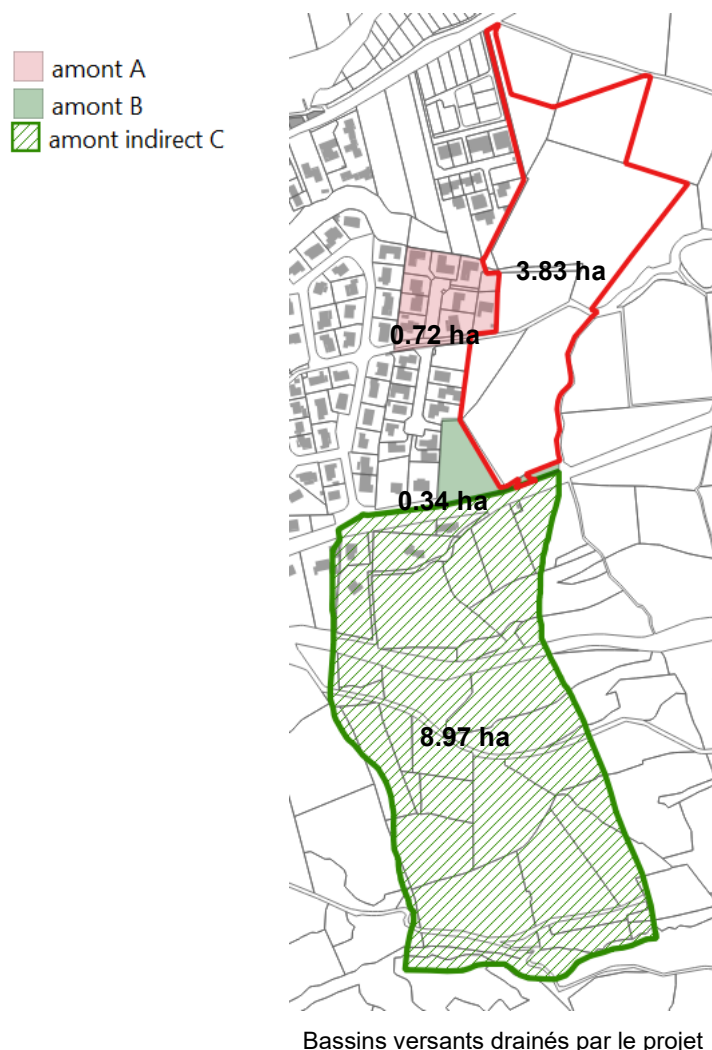 amont A
amont B
amont indirect C
3.83 ha
0.72 ha
0.34 ha
8.97 ha
Bassins versants drainés par le projet